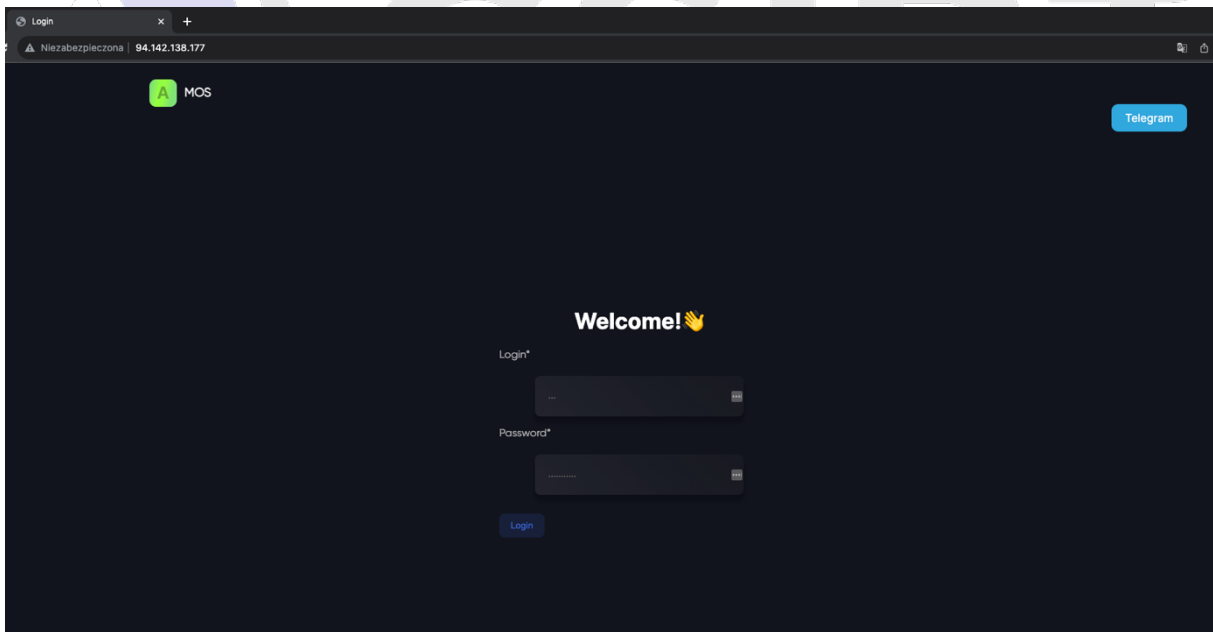 Login
Niezabezpieczona 94.142.138.177
A MOS
Telegram
Welcome!👋
Login*
Password*
Login